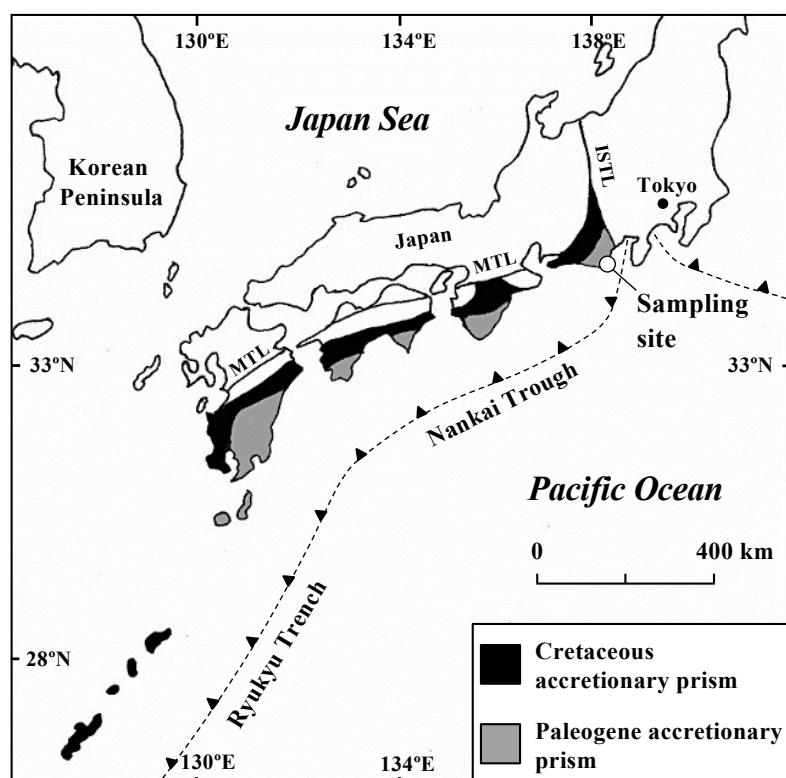 130ºE
134ºE
138ºE
Japan Sea
Korean
Peninsula
ISTL
Tokyo
Japan
MTL
Sampling
site
MTL
33ºN
33ºN
Nankai Trough
Pacific Ocean
0
400 km
Ryukyu Trench
28ºN
Cretaceous
accretionary prism
Paleogene accretionary
prism
130ºE
134ºE